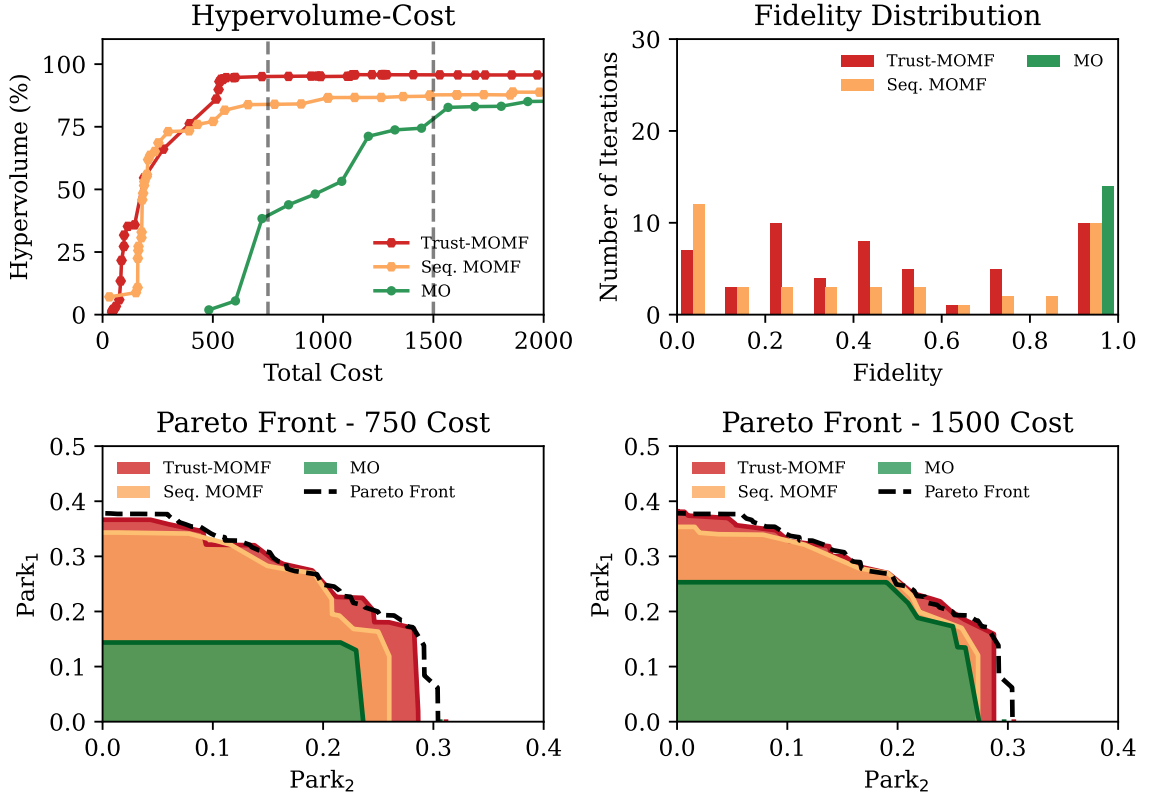 Hypervolume-Cost
Hypervolume (%)
100
75
50
25
0
Trust-MOMF
Seq. MOMF
MO
0 500 1000 1500 2000
Total Cost
Fidelity Distribution
Number of Iterations
30
20
10
0
Trust-MOMF MO
Seq. MOMF
0.0 0.2 0.4 0.6 0.8 1.0
Fidelity
Pareto Front - 750 Cost
Park1
0.5
0.4
0.3
0.2
0.1
0.0
Trust-MOMF MO
Seq. MOMF Pareto Front
0.0 0.1 0.2 0.3 0.4
Park2
Pareto Front - 1500 Cost
Park1
0.5
0.4
0.3
0.2
0.1
0.0
Trust-MOMF MO
Seq. MOMF Pareto Front
0.0 0.1 0.2 0.3 0.4
Park2